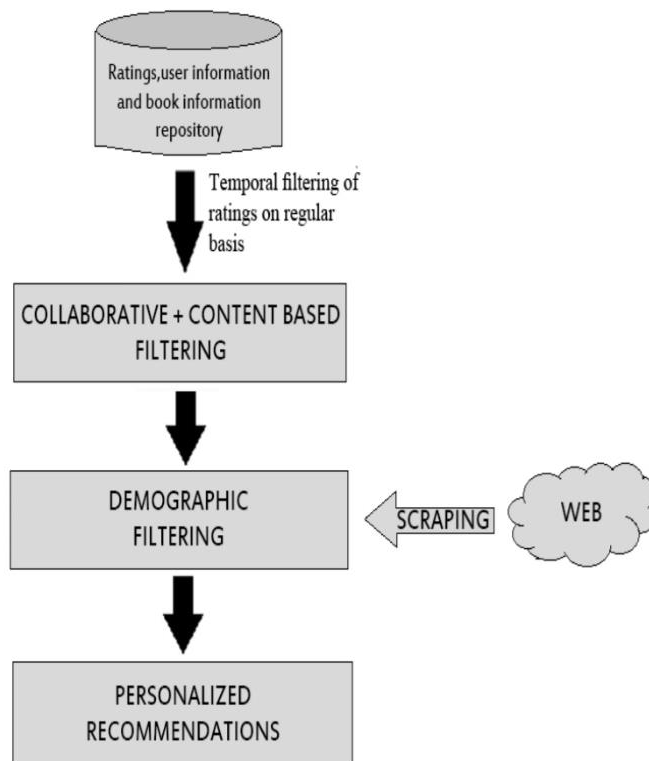 Ratings,user information
and book information
repository
Temporal filtering of
ratings on regular
basis
COLLABORATIVE + CONTENT BASED
FILTERING
DEMOGRAPHIC
FILTERING
SCRAPING
WEB
PERSONALIZED
RECOMMENDATIONS